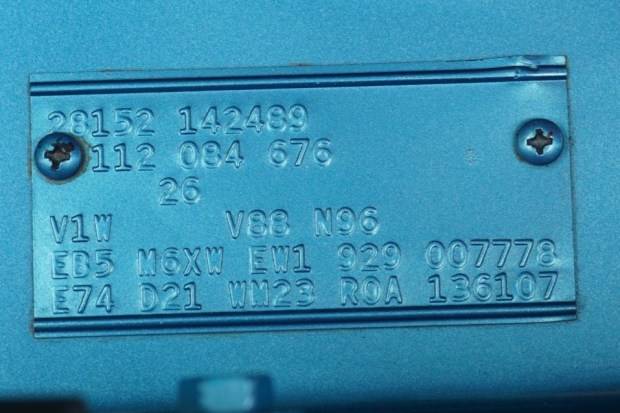 28152 142489
112 084 676
26
V1W V88 N96
EB5 M6XW EW1 929 007778
E74 D21 WM23 R0A 136107